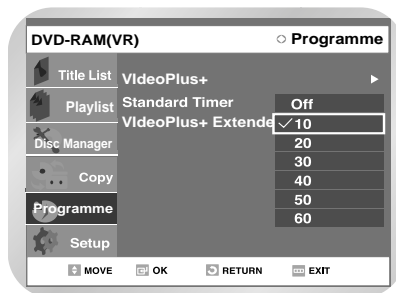 DVD-RAM(VR) Programme
Title List VIdeoPlus+
Playlist Standard Timer Off
VIdeoPlus+ Extende 10
Disc Manager 20
30
Copy 40
Programme 50
60
Setup
MOVE OK RETURN EXIT